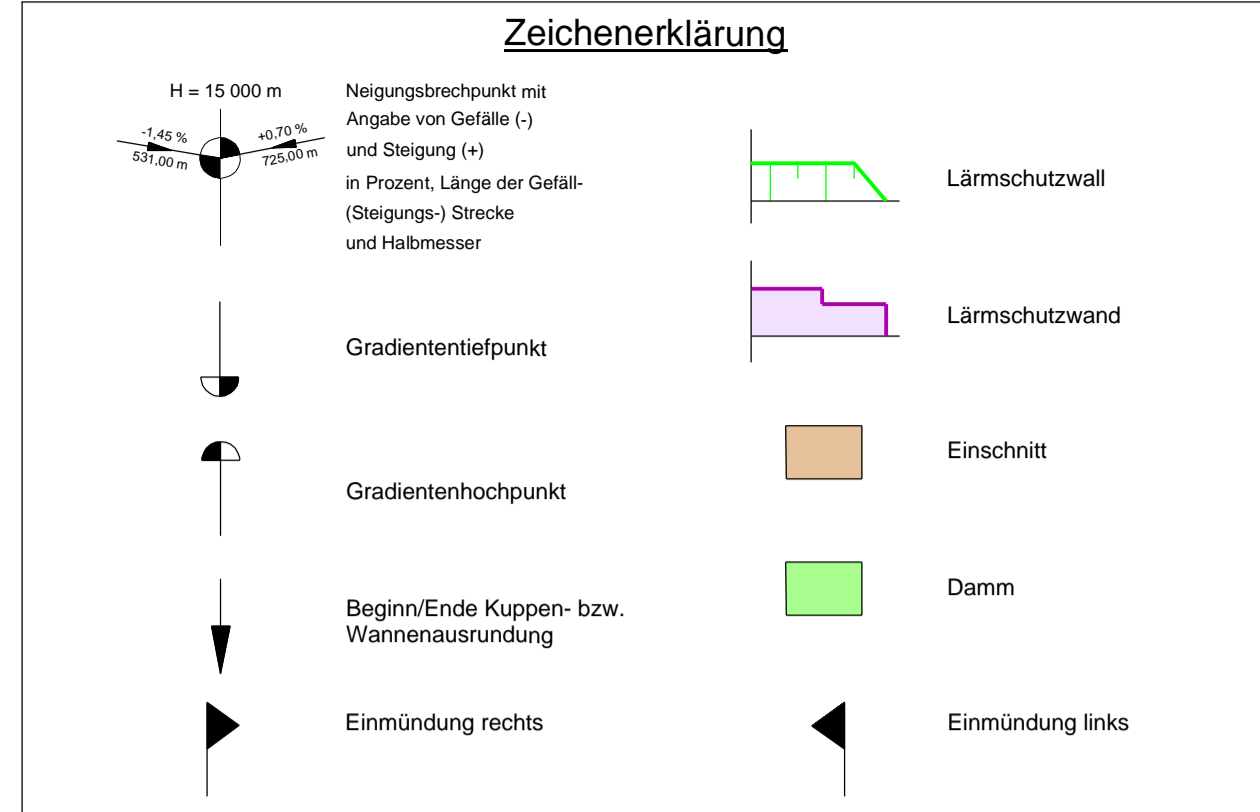 Zeichenerklärung
H = 15 000 m
-1,45 %
531,00 m
+0,70 %
725,00 m
Neigungsbrechpunkt mit
Angabe von Gefälle (-)
und Steigung (+)
in Prozent, Länge der Gefäll-
(Steigungs-) Strecke
und Halbmesser
Gradiententiefpunkt
Gradientenhochpunkt
Beginn/Ende Kuppen- bzw.
Wannenausrundung
Einmündung rechts
Lärmschutzwall
Lärmschutzwand
Einschnitt
Damm
Einmündung links